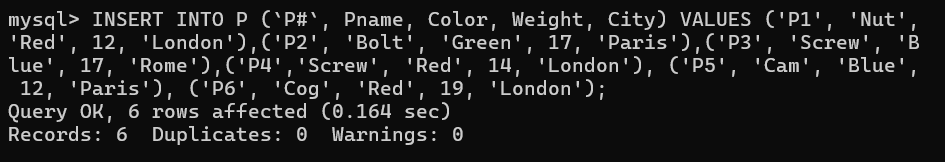 mysql> INSERT INTO P (`P#`, Pname, Color, Weight, City) VALUES ('P1', 'Nut',
'Red', 12, 'London'),('P2', 'Bolt', 'Green', 17, 'Paris'),('P3', 'Screw', 'B
lue', 17, 'Rome'),('P4','Screw', 'Red', 14, 'London'), ('P5', 'Cam', 'Blue',
 12, 'Paris'), ('P6', 'Cog', 'Red', 19, 'London');
Query OK, 6 rows affected (0.164 sec)
Records: 6  Duplicates: 0  Warnings: 0